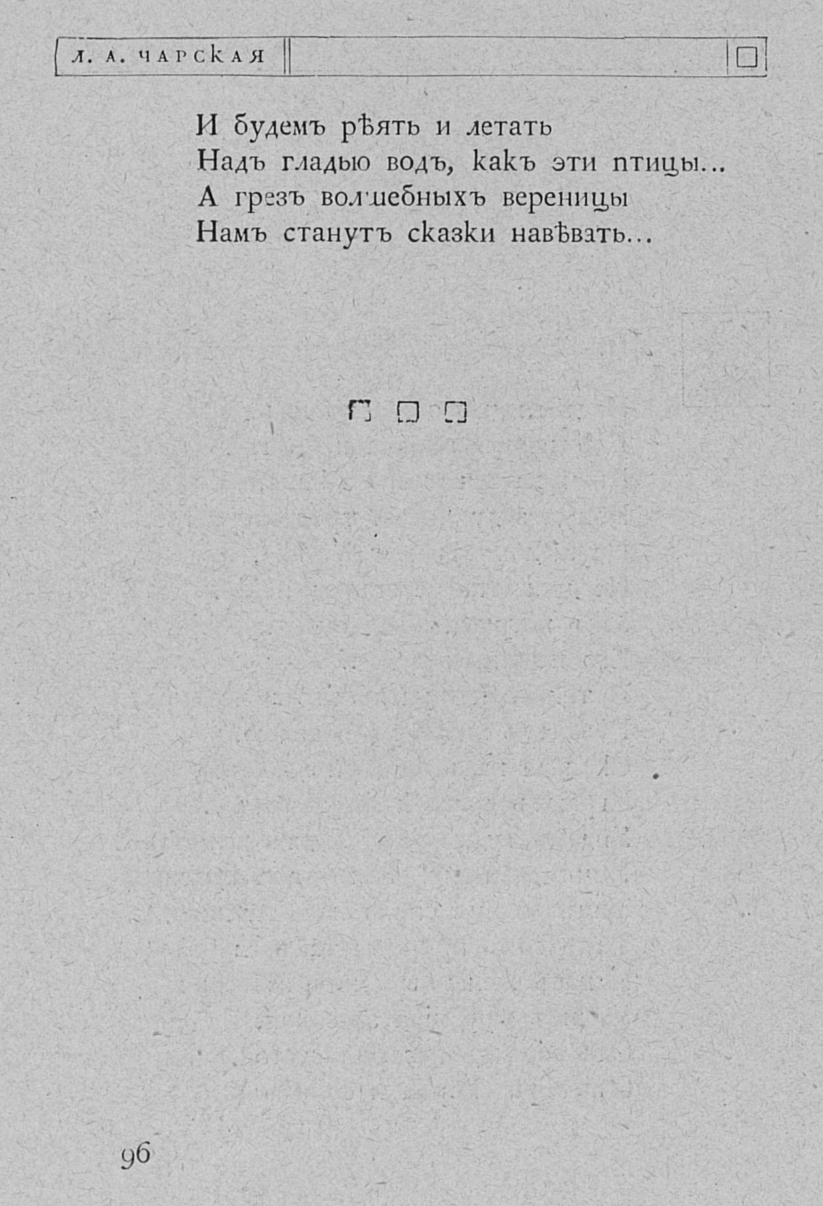 Л. А. ЧАРСКАЯ
И будемъ рѣять и летать
Надъ гладью водъ, какъ эти птицы...
А грезъ волшебныхъ вереницы
Намъ станутъ сказки навѣвать...
96